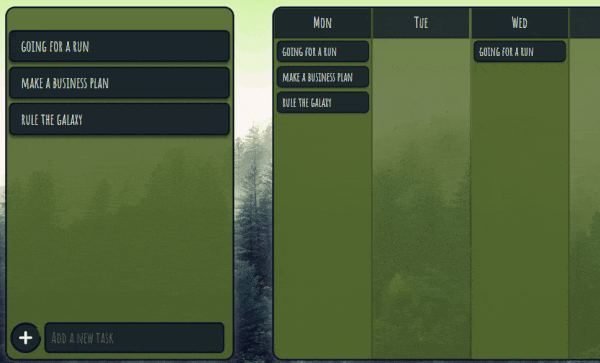 GOING FOR A RUN
MAKE A BUSINESS PLAN
RULE THE GALAXY
ADD A NEW TASK
MON TUE WED
GOING FOR A RUN GOING FOR A RUN
MAKE A BUSINESS PLAN
RULE THE GALAXY